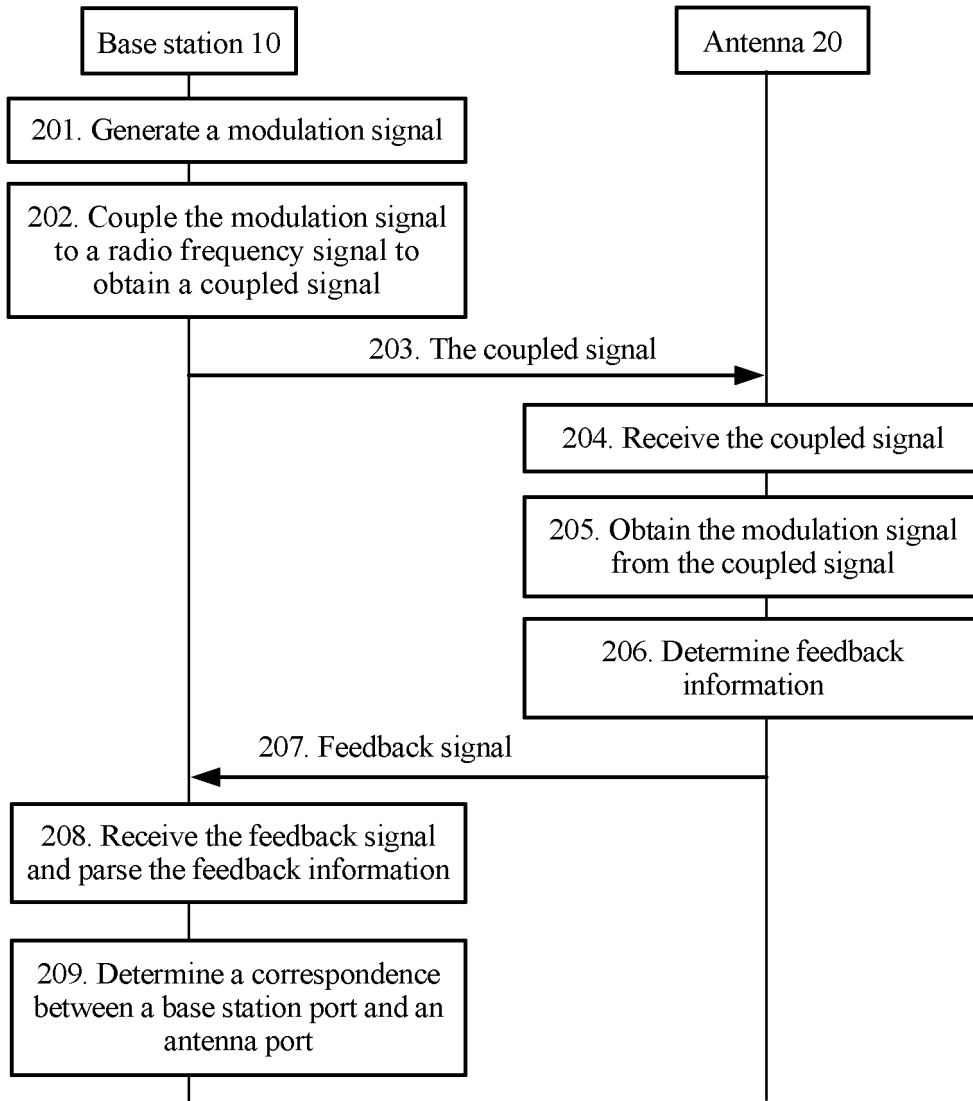 Base station 10
Antenna 20
201. Generate a modulation signal
202. Couple the modulation signal
to a radio frequency signal to
obtain a coupled signal
203. The coupled signal
204. Receive the coupled signal
205. Obtain the modulation signal
from the coupled signal
206. Determine feedback
information
207. Feedback signal
208. Receive the feedback signal
and parse the feedback information
209. Determine a correspondence
between a base station port and an
antenna port